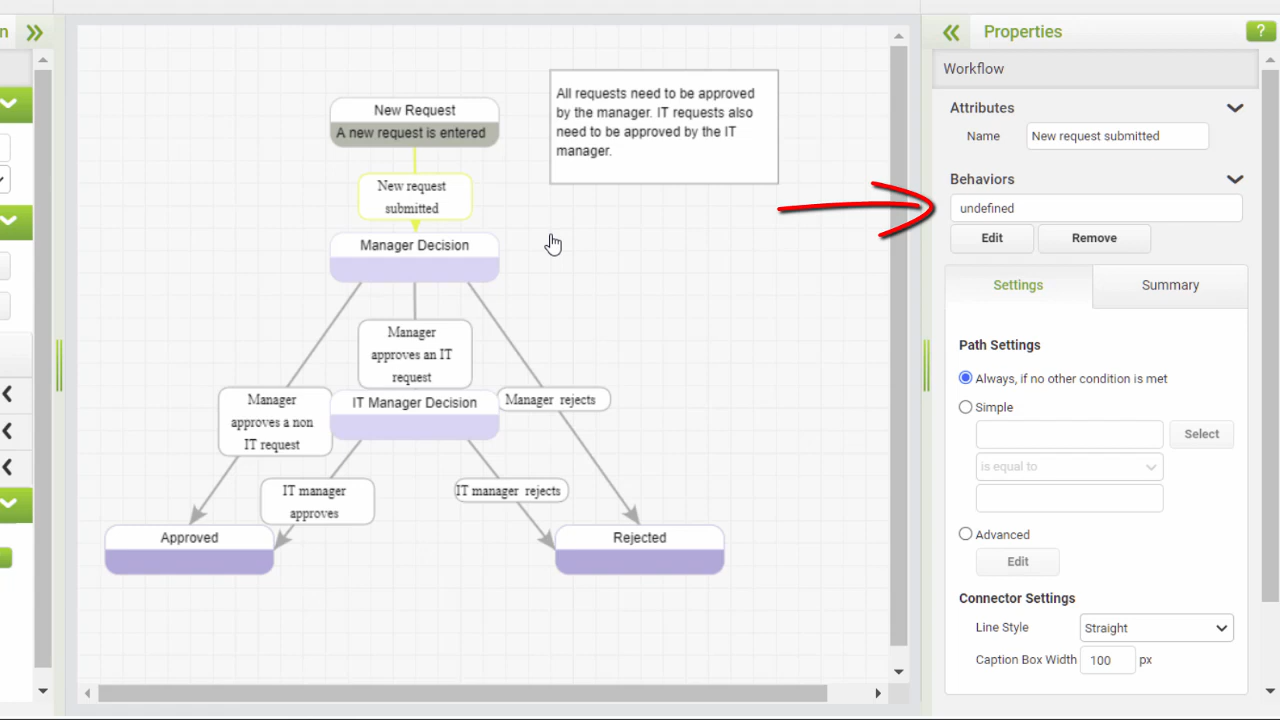 n
Properties
?
Workflow
Attributes
Name
New request submitted
Behaviors
undefined
Edit
Remove
Settings
Summary
Path Settings
Always, if no other condition is met
Simple
Select
is equal to
Advanced
Edit
Connector Settings
Line Style
Straight
Caption Box Width
100
px
New Request
A new request is entered
All requests need to be approved
by the manager. IT requests also
need to be approved by the IT
manager.
New request
submitted
Manager Decision
Manager
approves an IT
request
Manager
approves a non
IT request
IT Manager Decision
Manager rejects
IT manager
approves
IT manager rejects
Approved
Rejected